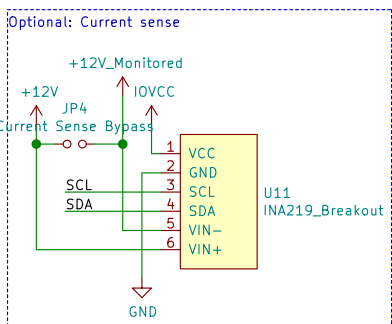 Optional: Current sense
+12V_Monitored
+12V
IOVCC
JP4
Current Sense Bypass
1 VCC
2 GND
SCL 3 SCL
SDA 4 SDA
5 VIN-
6 VIN+
U11
INA219_Breakout
GND